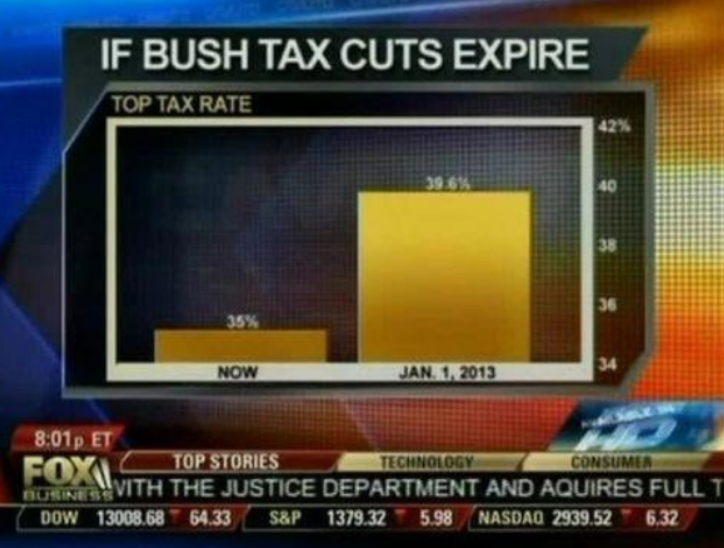 IF BUSH TAX CUTS EXPIRE
TOP TAX RATE
42%
39.6%
40
38
36
35%
34
NOW
JAN. 1, 2013
8:01p ET
HD
TOP STORIES
TECHNOLOGY
CONSUMER
FOX
BUSINESS
WITH THE JUSTICE DEPARTMENT AND AQUIRES FULL T
DOW 13008.68 ▼ 64.33 S&P 1379.32 ▼ 5.98 NASDAQ 2939.52 ▼ 6.32